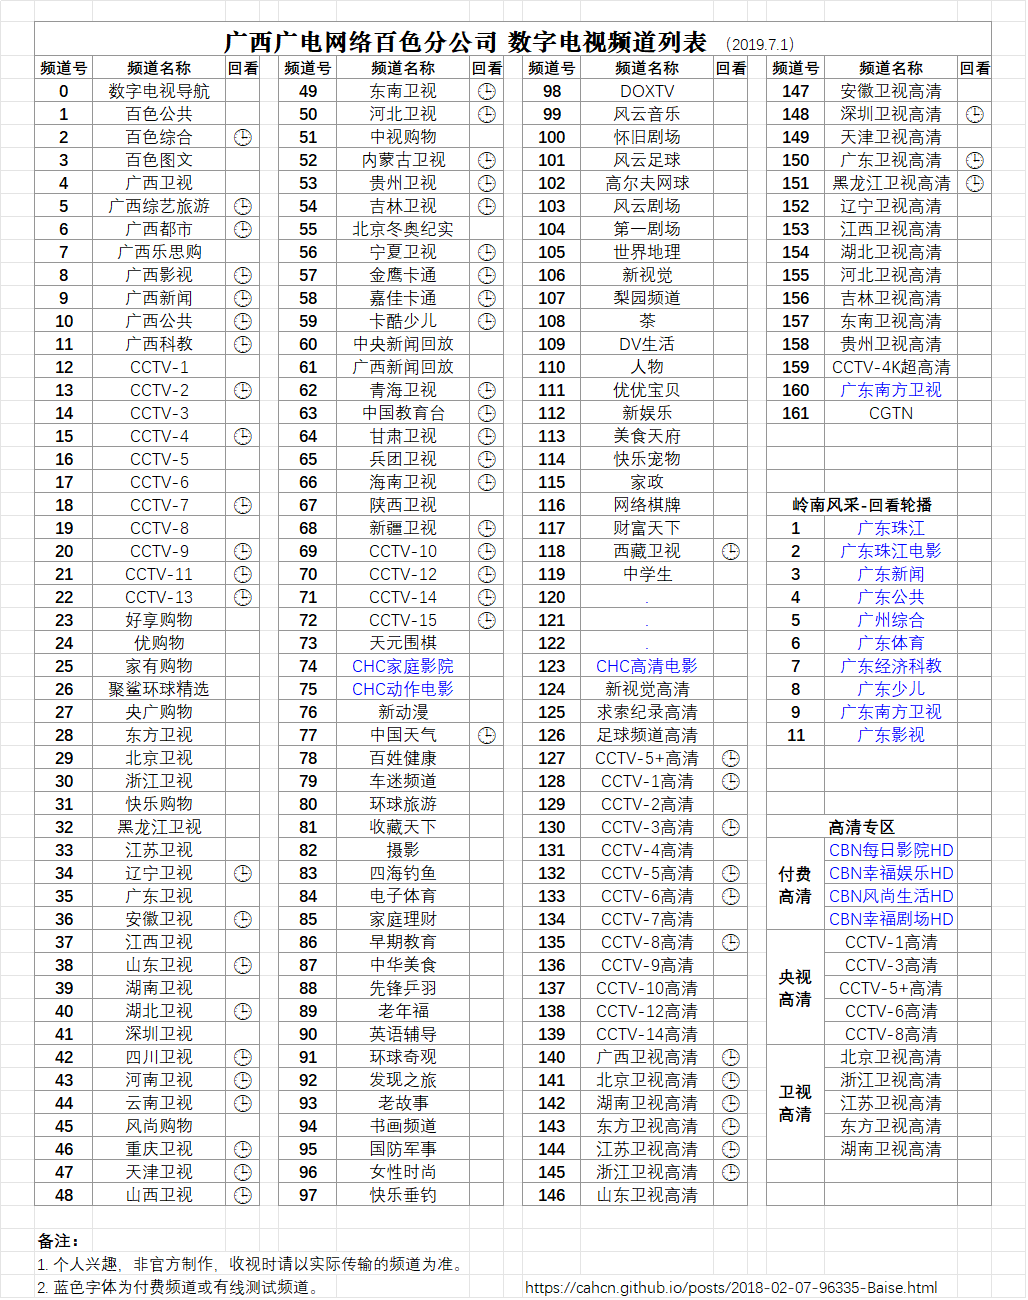 广西广电网络百色分公司 数字电视频道列表 （2019.7.1）
频道号 频道名称 回看 频道号 频道名称 回看 频道号 频道名称 回看 频道号 频道名称 回看
0 数字电视导航 49 东南卫视 98 DOXTV 147 安徽卫视高清
1 百色公共 50 河北卫视 99 风云音乐 148 深圳卫视高清
2 百色综合 51 中视购物 100 怀旧剧场 149 天津卫视高清
3 百色图文 52 内蒙古卫视 101 风云足球 150 广东卫视高清
4 广西卫视 53 贵州卫视 102 高尔夫网球 151 黑龙江卫视高清
5 广西综艺旅游 54 吉林卫视 103 风云剧场 152 辽宁卫视高清
6 广西都市 55 北京冬奥纪实 104 第一剧场 153 江西卫视高清
7 广西乐思购 56 宁夏卫视 105 世界地理 154 湖北卫视高清
8 广西影视 57 金鹰卡通 106 新视觉 155 河北卫视高清
9 广西新闻 58 嘉佳卡通 107 梨园频道 156 吉林卫视高清
10 广西公共 59 卡酷少儿 108 茶 157 东南卫视高清
11 广西科教 60 中央新闻回放 109 DV生活 158 贵州卫视高清
12 CCTV-1 61 广西新闻回放 110 人物 159 CCTV-4K超高清
13 CCTV-2 62 青海卫视 111 优优宝贝 160 广东南方卫视
14 CCTV-3 63 中国教育台 112 新娱乐 161 CGTN
15 CCTV-4 64 甘肃卫视 113 美食天府
16 CCTV-5 65 兵团卫视 114 快乐宠物
17 CCTV-6 66 海南卫视 115 家政
18 CCTV-7 67 陕西卫视 116 网络棋牌 岭南风采-回看轮播
19 CCTV-8 68 新疆卫视 117 财富天下 1 广东珠江
20 CCTV-9 69 CCTV-10 118 西藏卫视 2 广东珠江电影
21 CCTV-11 70 CCTV-12 119 中学生 3 广东新闻
22 CCTV-13 71 CCTV-14 120 . 4 广东公共
23 好享购物 72 CCTV-15 121 . 5 广州综合
24 优购物 73 天元围棋 122 . 6 广东体育
25 家有购物 74 CHC家庭影院 123 CHC高清电影 7 广东经济科教
26 聚鲨环球精选 75 CHC动作电影 124 新视觉高清 8 广东少儿
27 央广购物 76 新动漫 125 求索纪录高清 9 广东南方卫视
28 东方卫视 77 中国天气 126 足球频道高清 11 广东影视
29 北京卫视 78 百姓健康 127 CCTV-5+高清
30 浙江卫视 79 车迷频道 128 CCTV-1高清
31 快乐购物 80 环球旅游 129 CCTV-2高清
32 黑龙江卫视 81 收藏天下 130 CCTV-3高清 高清专区
33 江苏卫视 82 摄影 131 CCTV-4高清 CBN每日影院HD
34 辽宁卫视 83 四海钓鱼 132 CCTV-5高清 付费 CBN幸福娱乐HD
35 广东卫视 84 电子体育 133 CCTV-6高清 高清 CBN风尚生活HD
36 安徽卫视 85 家庭理财 134 CCTV-7高清 CBN幸福剧场HD
37 江西卫视 86 早期教育 135 CCTV-8高清 CCTV-1高清
38 山东卫视 87 中华美食 136 CCTV-9高清 央视 CCTV-3高清
39 湖南卫视 88 先锋乒羽 137 CCTV-10高清 高清 CCTV-5+高清
40 湖北卫视 89 老年福 138 CCTV-12高清 CCTV-6高清
41 深圳卫视 90 英语辅导 139 CCTV-14高清 CCTV-8高清
42 四川卫视 91 环球奇观 140 广西卫视高清 北京卫视高清
43 河南卫视 92 发现之旅 141 北京卫视高清 卫视 浙江卫视高清
44 云南卫视 93 老故事 142 湖南卫视高清 高清 江苏卫视高清
45 风尚购物 94 书画频道 143 东方卫视高清 东方卫视高清
46 重庆卫视 95 国防军事 144 江苏卫视高清 湖南卫视高清
47 天津卫视 96 女性时尚 145 浙江卫视高清
48 山西卫视 97 快乐垂钓 146 山东卫视高清
备注：
1. 个人兴趣，非官方制作，收视时请以实际传输的频道为准。
2. 蓝色字体为付费频道或有线测试频道。 https://cahcn.github.io/posts/2018-02-07-96335-Baise.html